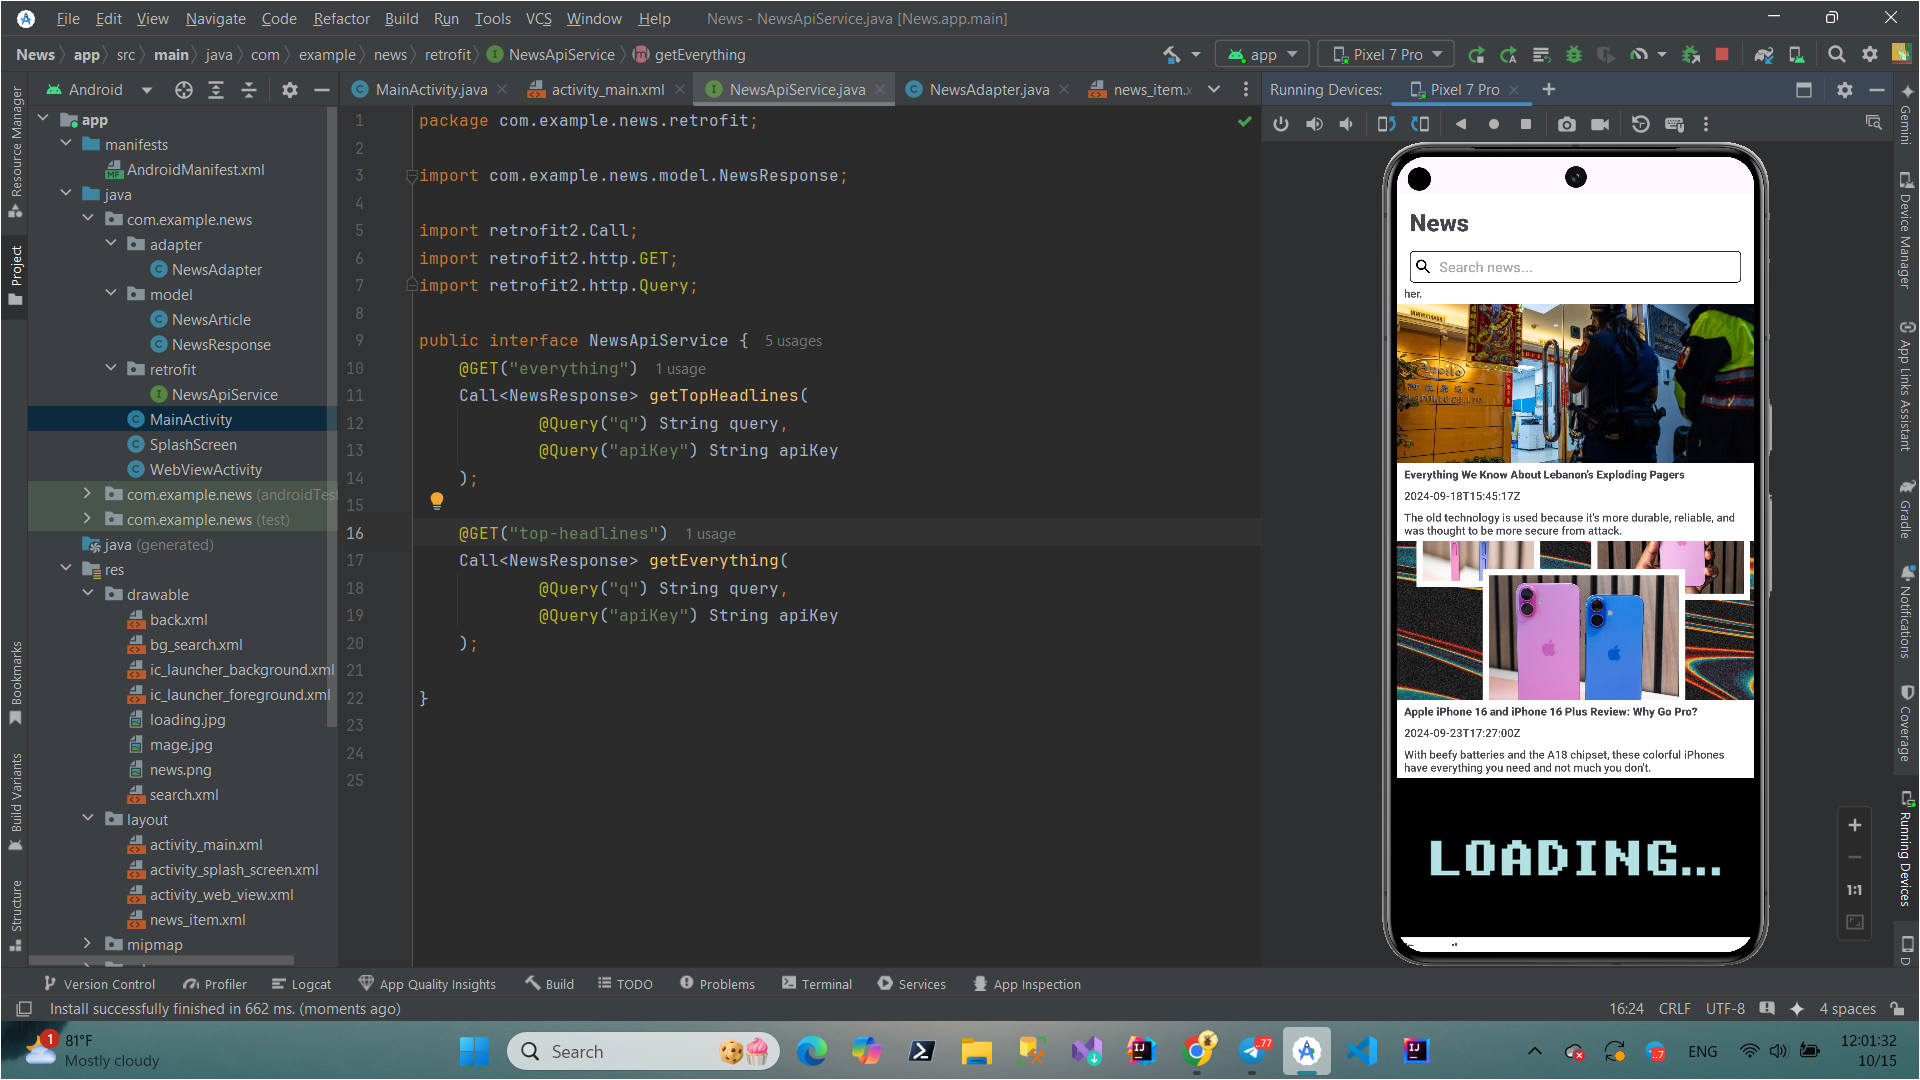 File Edit View Navigate Code Refactor Build Run Tools VCS Window Help News - NewsApiService.java [News.app.main]
News app src main java com example news retrofit NewsApiService getEverything app Pixel 7 Pro
Android MainActivity.java activity_main.xml NewsApiService.java NewsAdapter.java news_item.x Running Devices: Pixel 7 Pro
Resource Manager
Project
Bookmarks
Build Variants
Structure
app
manifests
AndroidManifest.xml
java
com.example.news
adapter
NewsAdapter
model
NewsArticle
NewsResponse
retrofit
NewsApiService
MainActivity
SplashScreen
WebViewActivity
com.example.news (androidTest
com.example.news (test)
java (generated)
res
drawable
back.xml
bg_search.xml
ic_launcher_background.xml
ic_launcher_foreground.xml
loading.jpg
mage.jpg
news.png
search.xml
layout
activity_main.xml
activity_splash_screen.xml
activity_web_view.xml
news_item.xml
mipmap
1 package com.example.news.retrofit;
2
3 import com.example.news.model.NewsResponse;
4
5 import retrofit2.Call;
6 import retrofit2.http.GET;
7 import retrofit2.http.Query;
8
9 public interface NewsApiService { 5 usages
10 @GET("everything") 1 usage
11 Call<NewsResponse> getTopHeadlines(
12 @Query("q") String query,
13 @Query("apiKey") String apiKey
14 );
15
16 @GET("top-headlines") 1 usage
17 Call<NewsResponse> getEverything(
18 @Query("q") String query,
19 @Query("apiKey") String apiKey
20 );
21
22 }
23
24
25
News
Search news...
her.
Everything We Know About Lebanon's Exploding Pagers
2024-09-18T15:45:17Z
The old technology is used because it's more durable, reliable, and
was thought to be more secure from attack.
Apple iPhone 16 and iPhone 16 Plus Review: Why Go Pro?
2024-09-23T17:27:00Z
With beefy batteries and the A18 chipset, these colorful iPhones
have everything you need and not much you don't.
LOADING...
1:1
Gemini
Device Manager
App Links Assistant
Gradle
Notifications
Coverage
Running Devices
D
Version Control Profiler Logcat App Quality Insights Build TODO Problems Terminal Services App Inspection
Install successfully finished in 662 ms. (moments ago) 16:24 CRLF UTF-8 4 spaces
1 81°F
Mostly cloudy
Search
77
..7
ENG
12:01:32
10/15